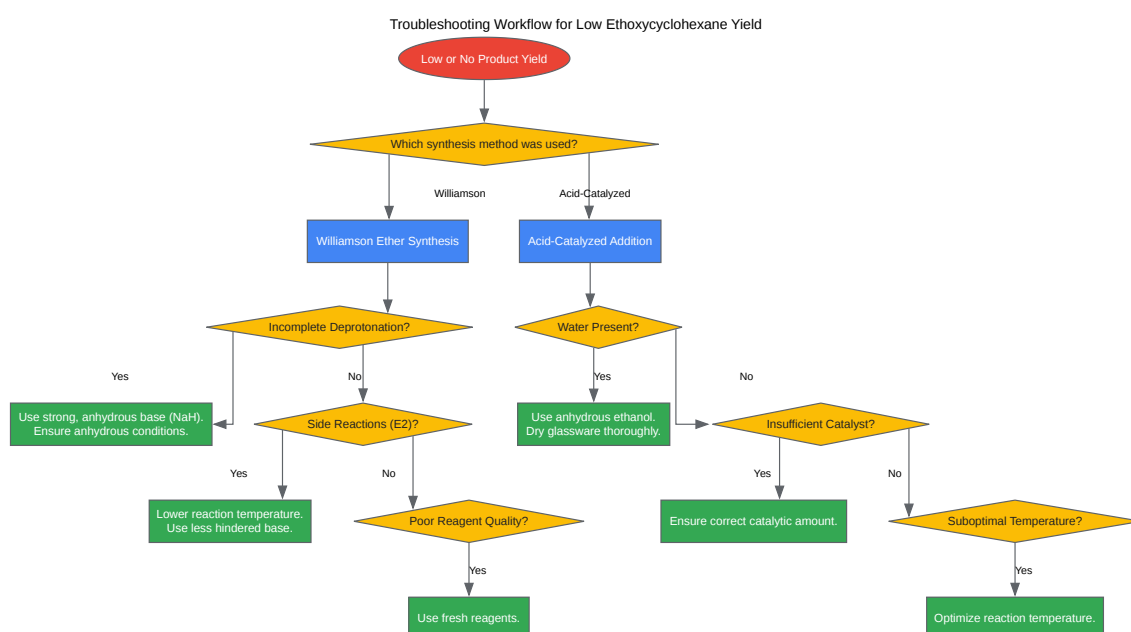 Troubleshooting Workflow for Low Ethoxycyclohexane Yield
Low or No Product Yield
Which synthesis method was used?
Williamson
Acid-Catalyzed
Williamson Ether Synthesis
Acid-Catalyzed Addition
Incomplete Deprotonation?
Water Present?
Yes
No
Yes
No
Use strong, anhydrous base (NaH).
Ensure anhydrous conditions.
Side Reactions (E2)?
Use anhydrous ethanol.
Dry glassware thoroughly.
Insufficient Catalyst?
Yes
No
Yes
No
Lower reaction temperature.
Use less hindered base.
Poor Reagent Quality?
Ensure correct catalytic amount.
Suboptimal Temperature?
Yes
Yes
Use fresh reagents.
Optimize reaction temperature.